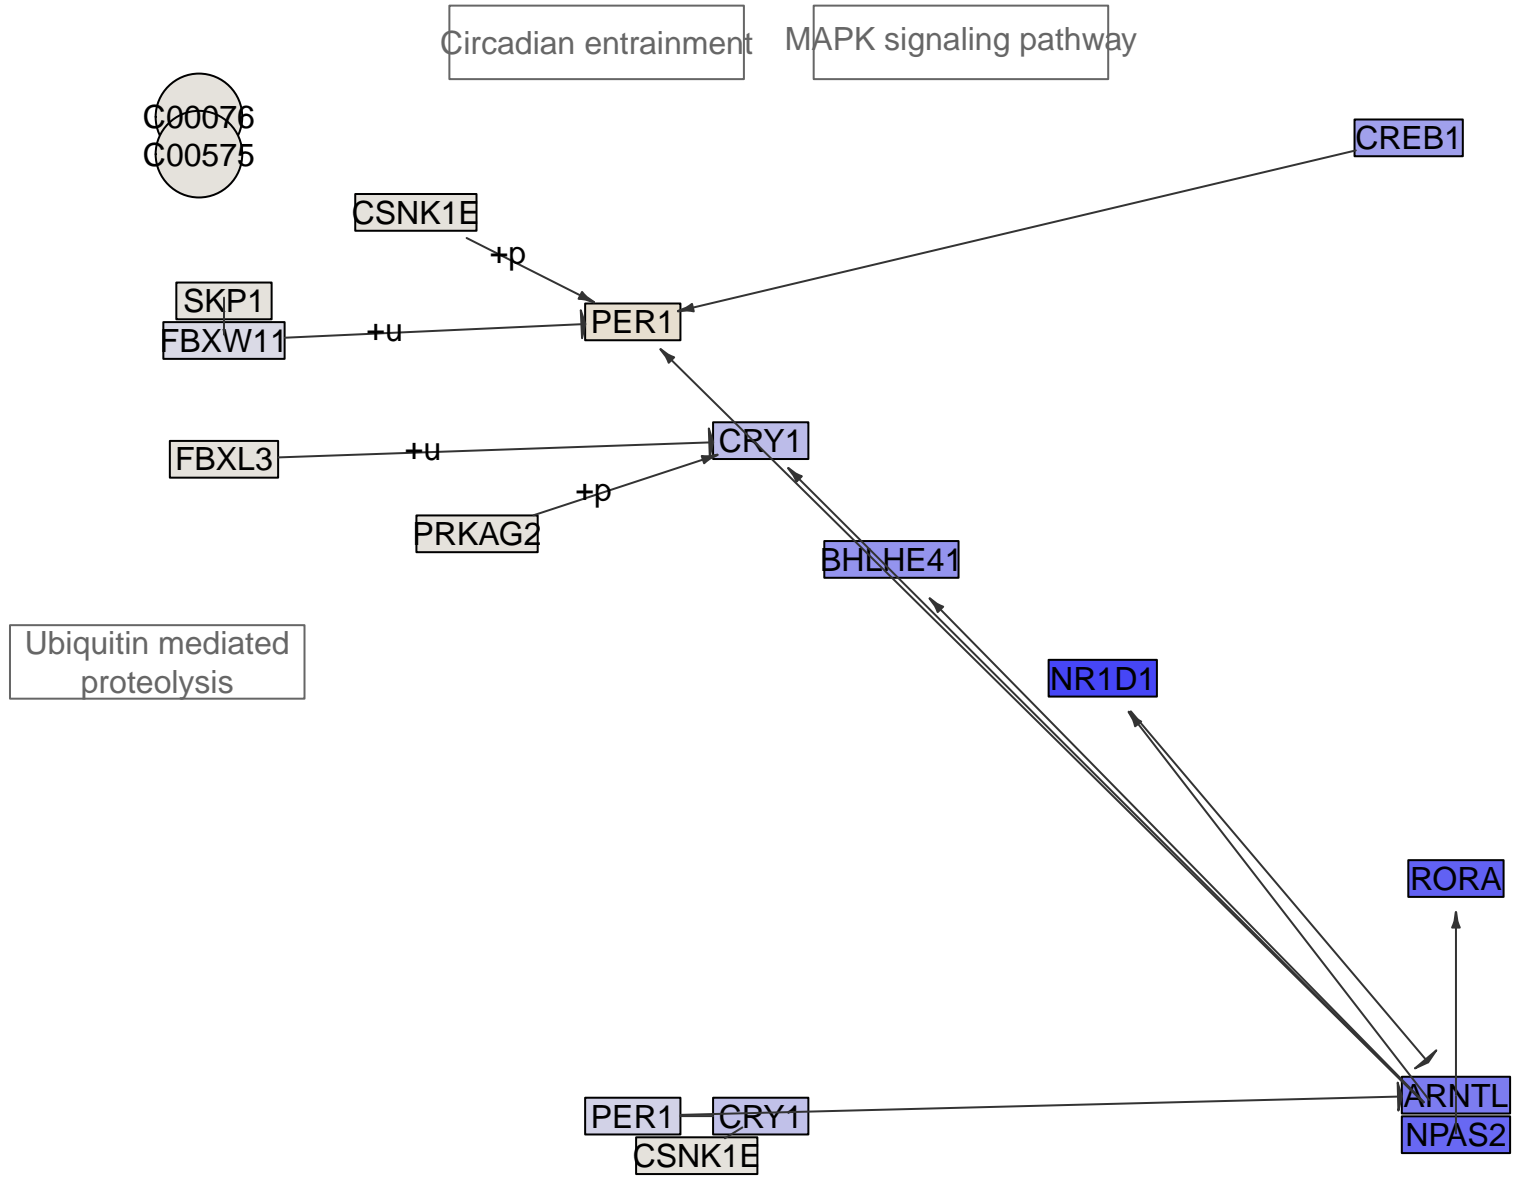 Circadian entrainment
MAPK signaling pathway
C00076
C00575
CREB1
CSNK1E
+p
SKP1
FBXW11
+u
PER1
FBXL3
+u
CRY1
+p
PRKAG2
BHLHE41
Ubiquitin mediated
proteolysis
NR1D1
RORA
ARNTL
NPAS2
PER1
CRY1
CSNK1E